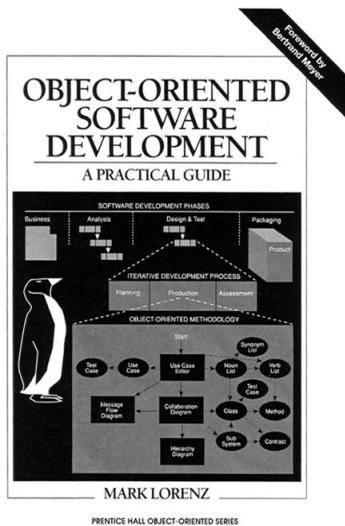 Foreword by
Bertrand Meyer
OBJECT-ORIENTED
SOFTWARE
DEVELOPMENT
A PRACTICAL GUIDE
SOFTWARE DEVELOPMENT PHASES
Business
Analysis
Design & Test
Packaging
Product
ITERATIVE DEVELOPMENT PROCESS
Planning
Production
Assessment
OBJECT-ORIENTED METHODOLOGY
Start
Synonym
List
Test
Case
Use
Case
Use Case
Editor
Noun
List
Verb
List
Test
Case
Message
Flow
Diagram
Collaboration
Diagram
Class
Method
Hierarchy
Diagram
Sub
System
Contract
MARK LORENZ
PRENTICE HALL OBJECT-ORIENTED SERIES